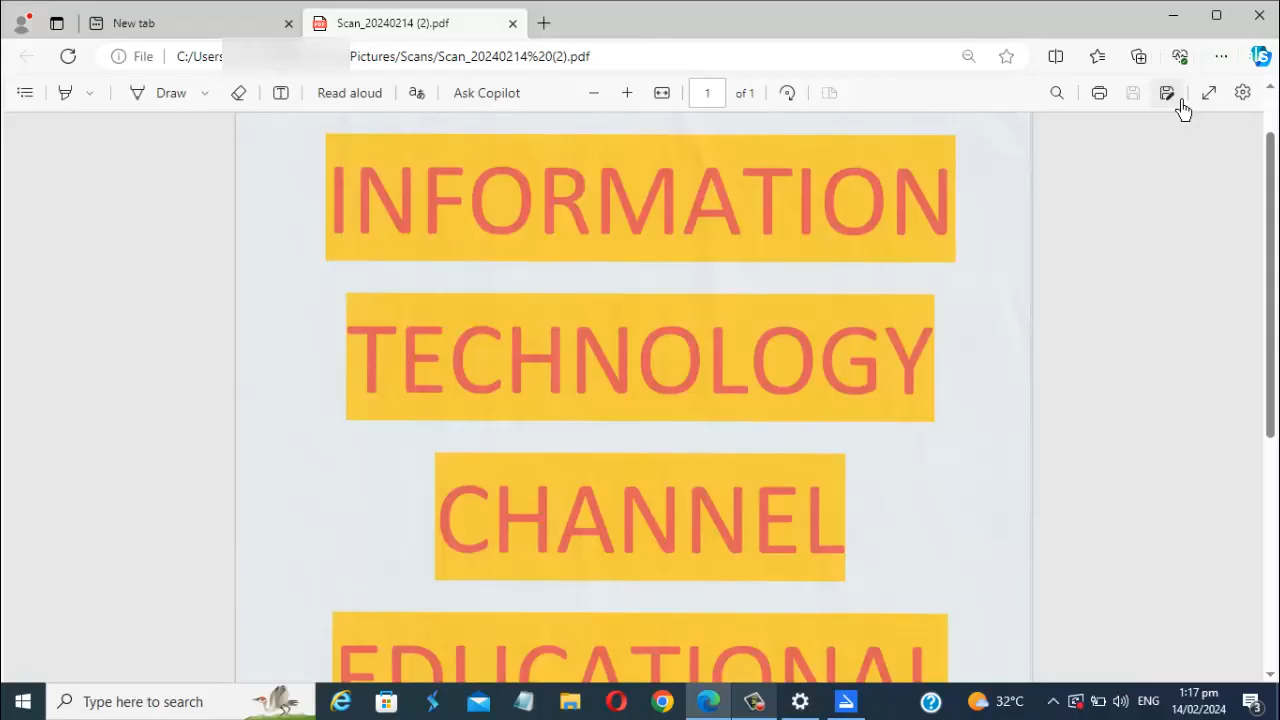 New tab
Scan_20240214 (2).pdf
File
C:/Users
Pictures/Scans/Scan_20240214%20(2).pdf
Draw
Read aloud
Ask Copilot
1
of 1
INFORMATION
TECHNOLOGY
CHANNEL
EDUCATIONAL
Type here to search
32°C
ENG
1:17 pm
14/02/2024
3